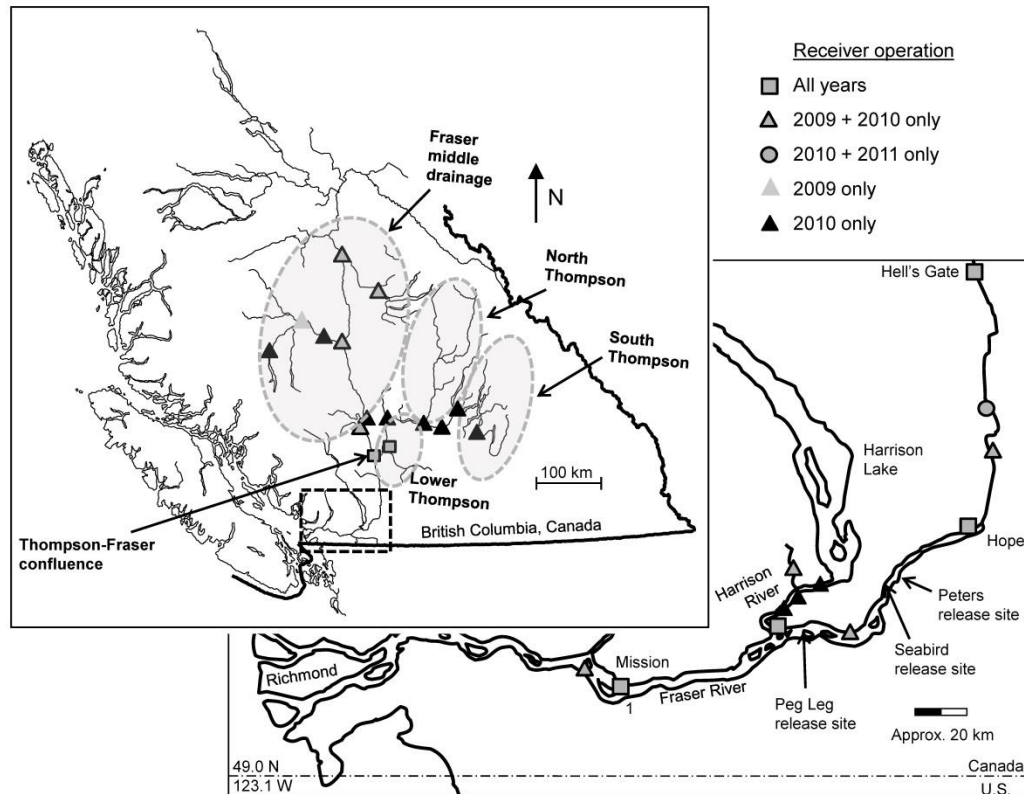 Fraser
middle
drainage
N
North
Thompson
South
Thompson
100 km
Lower
Thompson
British Columbia, Canada
Thompson-Fraser
confluence
Receiver operation
All years
2009 + 2010 only
2010 + 2011 only
2009 only
2010 only
Hell's Gate
Harrison
Lake
Hope
Harrison
River
Peters
release site
Seabird
release site
Peg Leg
release site
Mission
Fraser River
1
Richmond
Approx. 20 km
49.0 N
123.1 W
Canada
U.S.